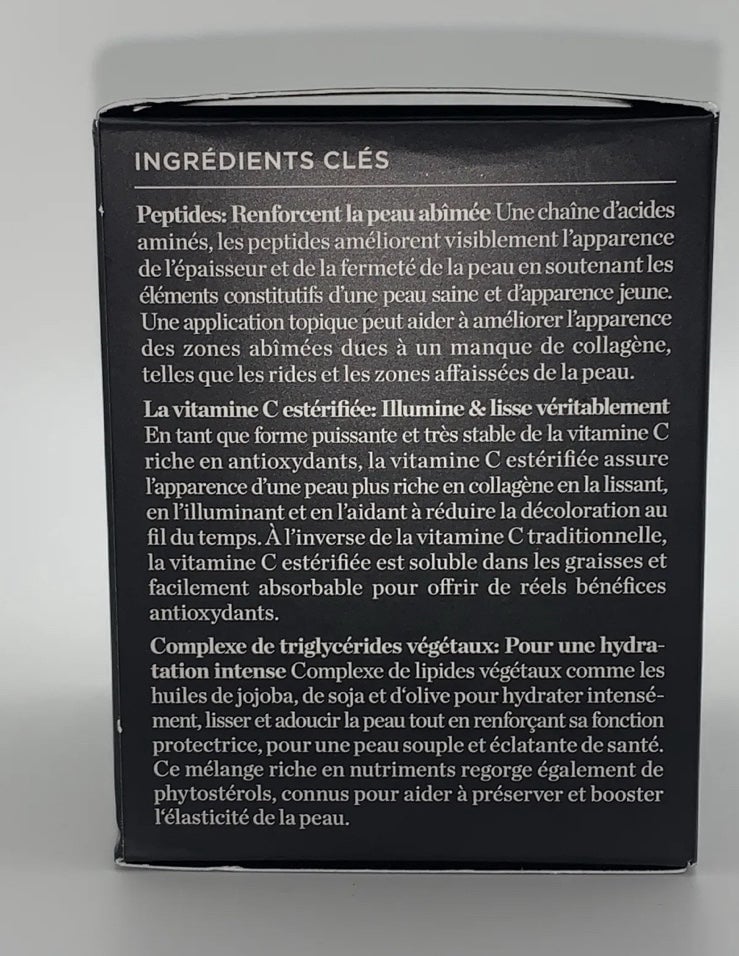 INGRÉDIENTS CLÉS
Peptides: Renforcent la peau abîmée Une chaîne d'acides
aminés, les peptides améliorent visiblement l'apparence
de l'épaisseur et de la fermeté de la peau en soutenant les
éléments constitutifs d'une peau saine et d'apparence jeune.
Une application topique peut aider à améliorer l'apparence
des zones abîmées dues à un manque de collagène,
telles que les rides et les zones affaissées de la peau.
La vitamine C estérifiée: Illumine & lisse véritablement
En tant que forme puissante et très stable de la vitamine C
riche en antioxydants, la vitamine C estérifiée assure
l'apparence d'une peau plus riche en collagène en la lissant,
en l'illuminant et en l'aidant à réduire la décoloration au
fil du temps. À l'inverse de la vitamine C traditionnelle,
la vitamine C estérifiée est soluble dans les graisses et
facilement absorbable pour offrir de réels bénéfices
antioxydants.
Complexe de triglycérides végétaux: Pour une hydra-
tation intense Complexe de lipides végétaux comme les
huiles de jojoba, de soja et d‘olive pour hydrater intensé-
ment, lisser et adoucir la peau tout en renforçant sa fonction
protectrice, pour une peau souple et éclatante de santé.
Ce mélange riche en nutriments regorge également de
phytostérols, connus pour aider à préserver et booster
l‘élasticité de la peau.